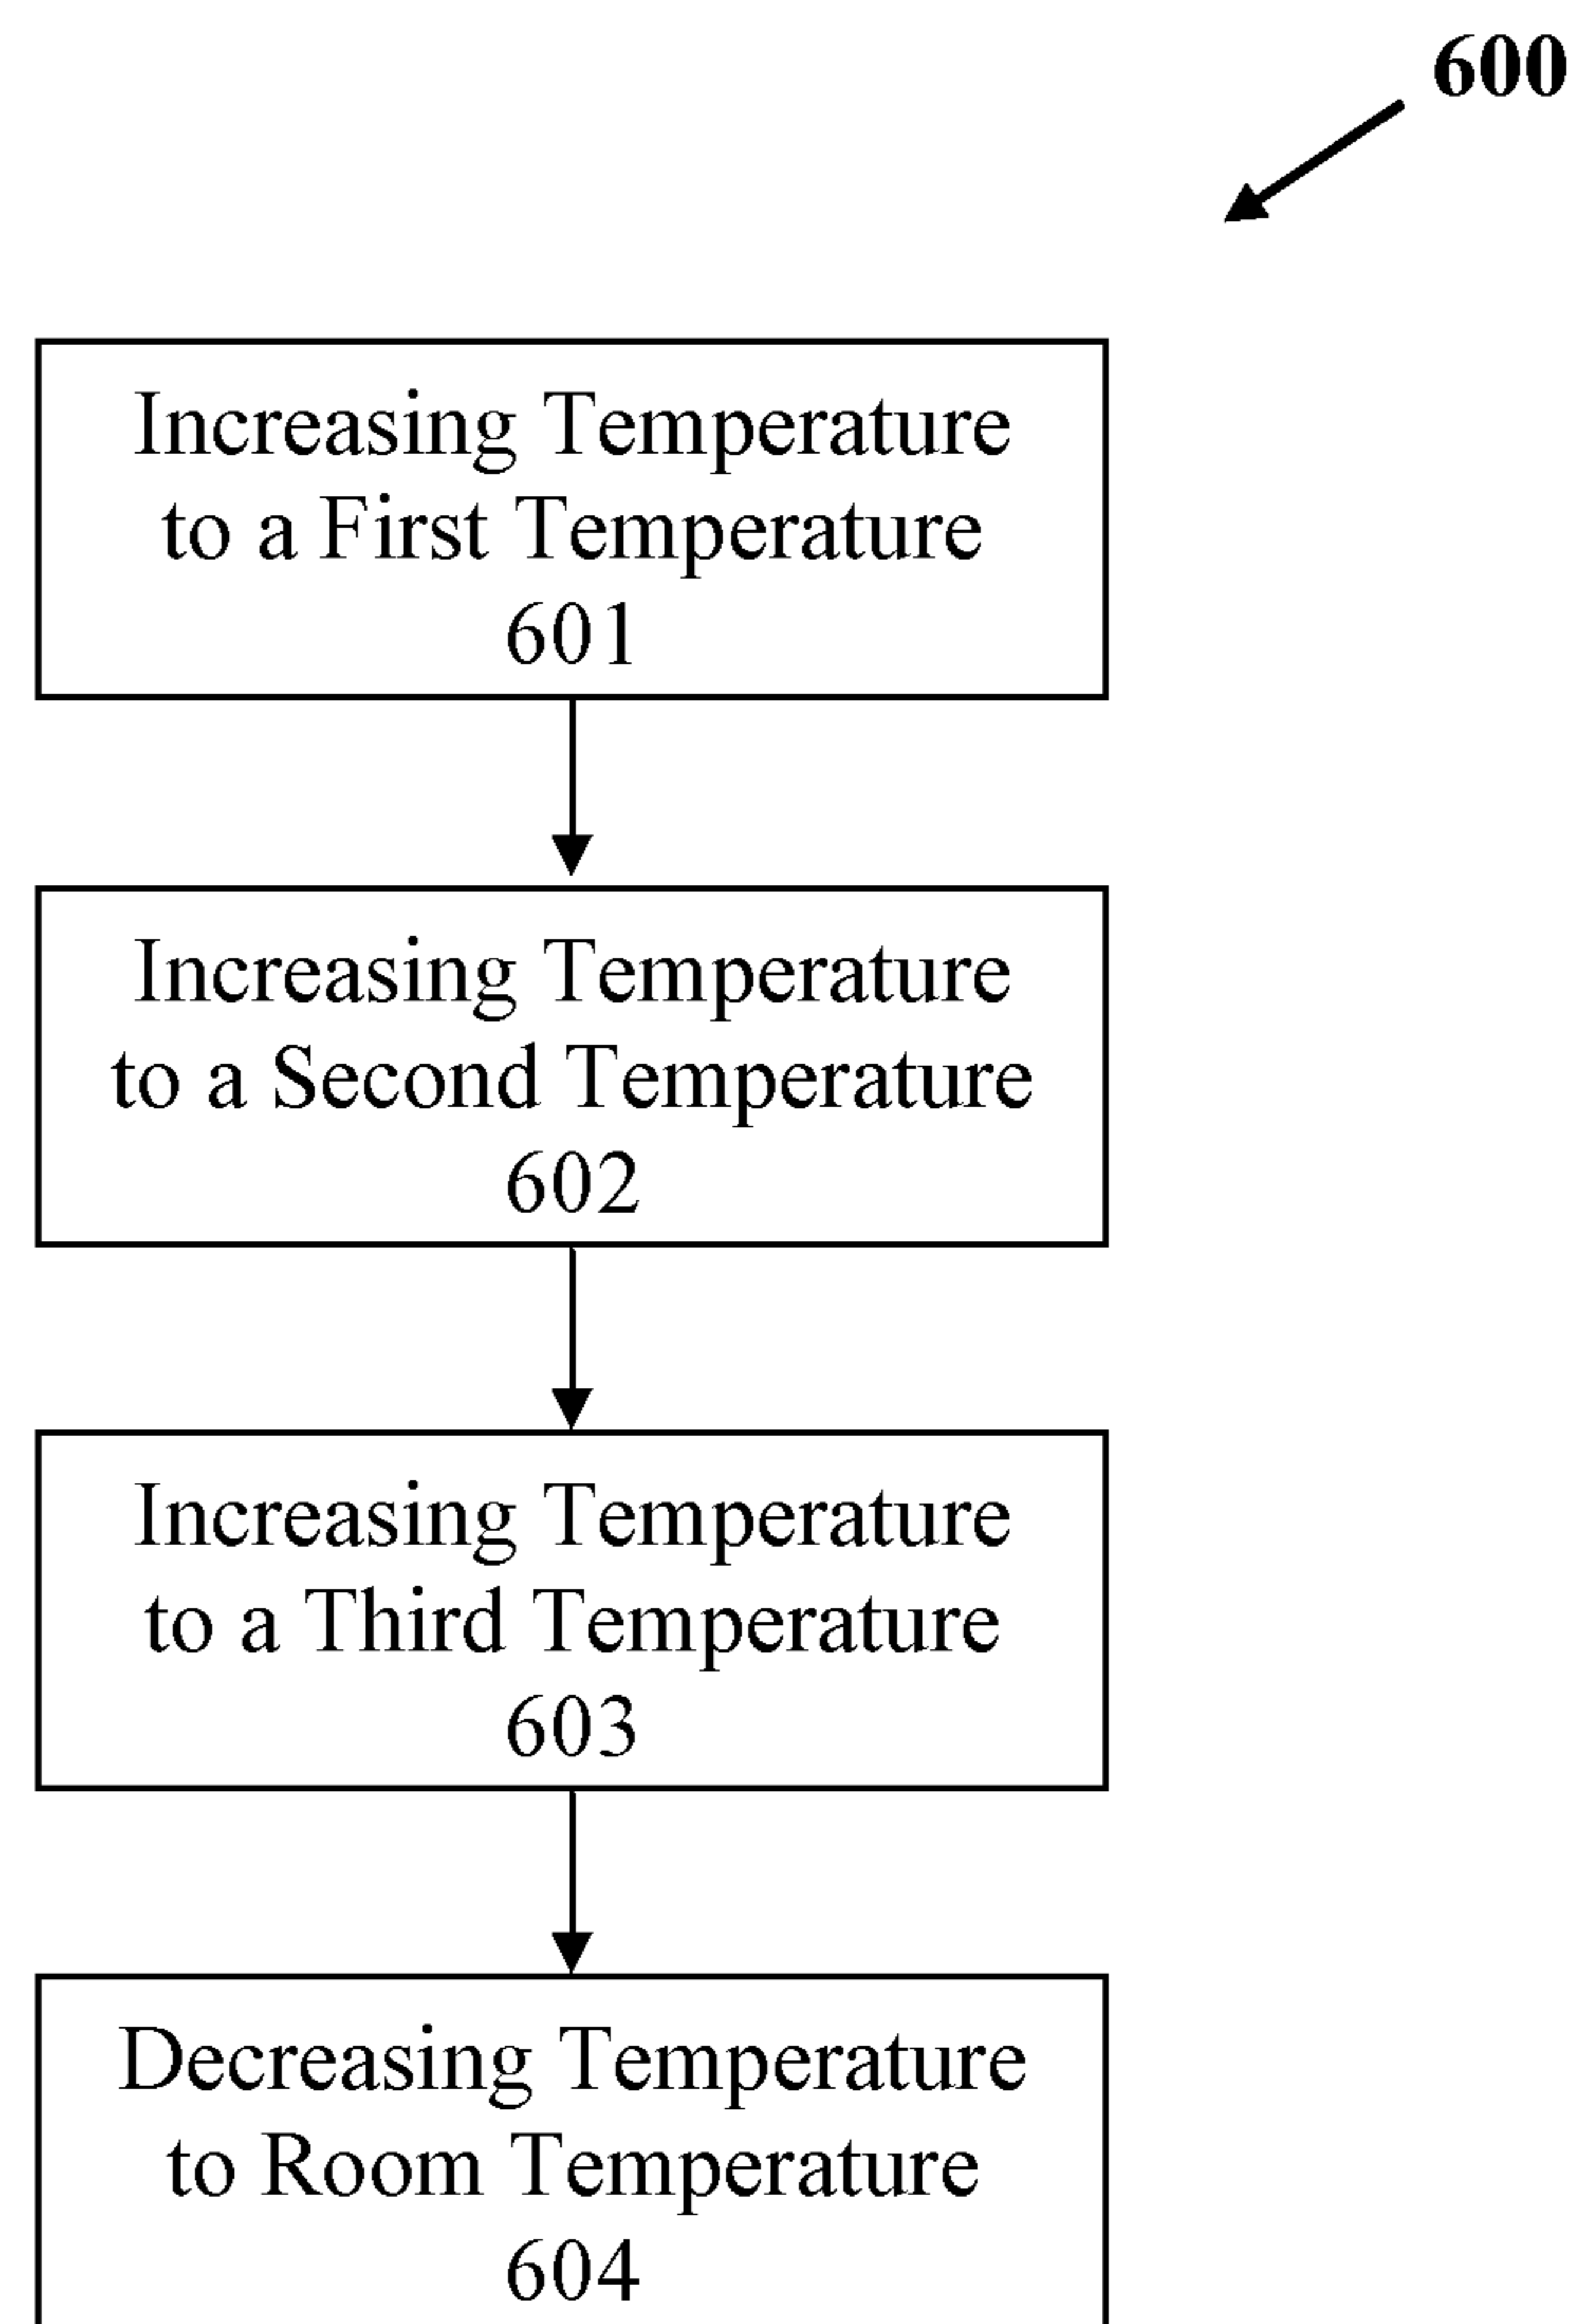 600
Increasing Temperature
to a First Temperature
601
Increasing Temperature
to a Second Temperature
602
Increasing Temperature
to a Third Temperature
603
Decreasing Temperature
to Room Temperature
604